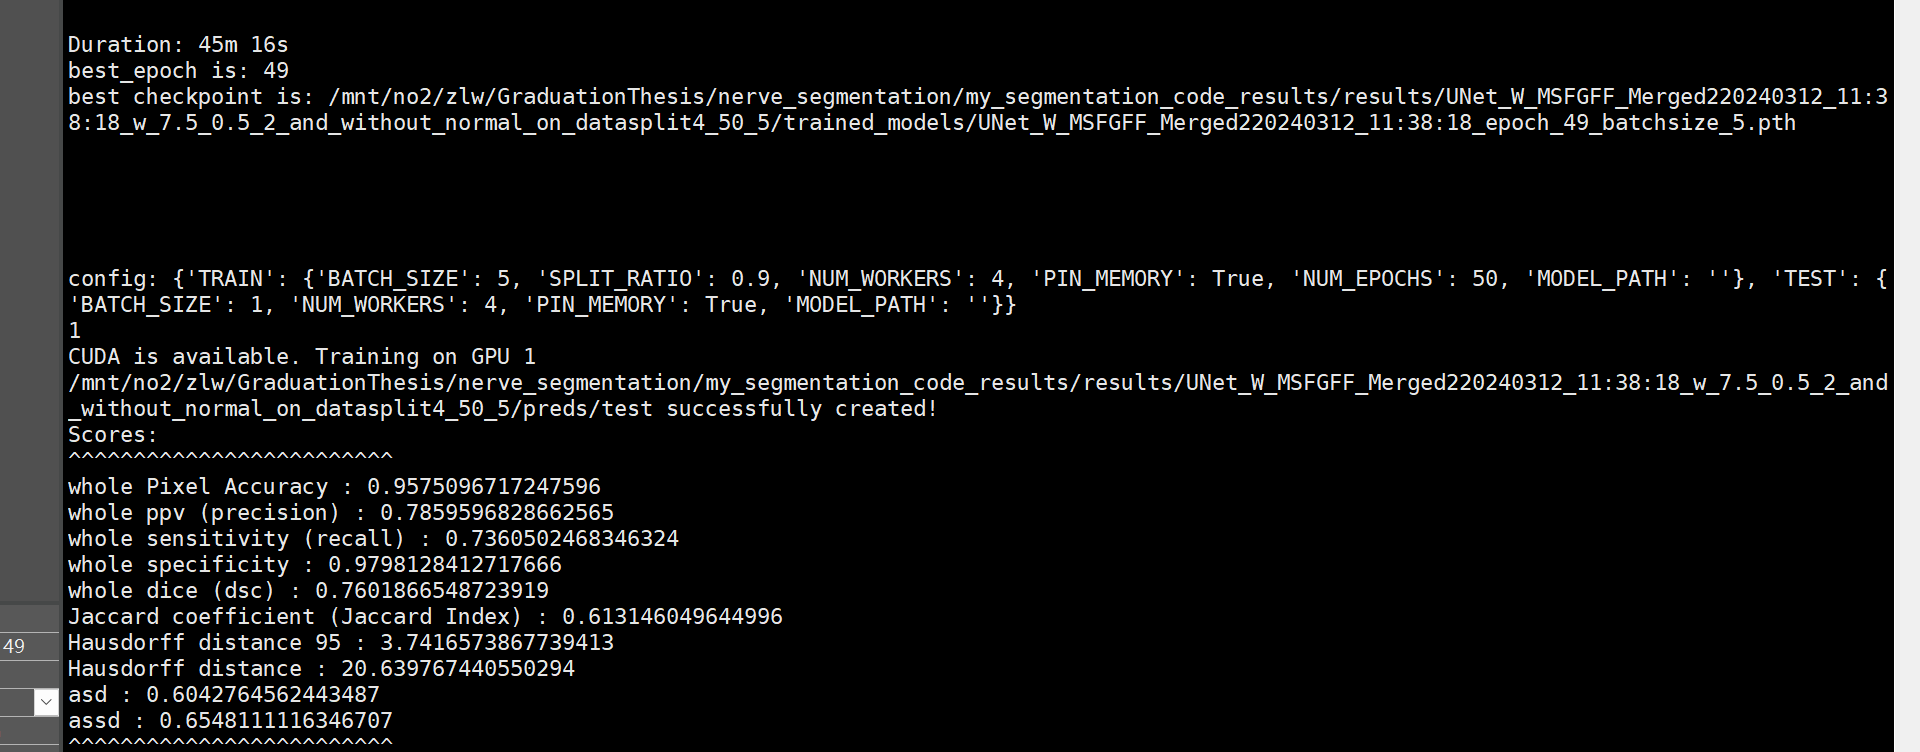 Duration: 45m 16s
best_epoch is: 49
best checkpoint is: /mnt/no2/zlw/GraduationThesis/nerve_segmentation/my_segmentation_code_results/results/UNet_W_MSFGFF_Merged220240312_11:3
8:18_w_7.5_0.5_2_and_without_normal_on_datasplit4_50_5/trained_models/UNet_W_MSFGFF_Merged220240312_11:38:18_epoch_49_batchsize_5.pth
config: {'TRAIN': {'BATCH_SIZE': 5, 'SPLIT_RATIO': 0.9, 'NUM_WORKERS': 4, 'PIN_MEMORY': True, 'NUM_EPOCHS': 50, 'MODEL_PATH': ''}, 'TEST': {
'BATCH_SIZE': 1, 'NUM_WORKERS': 4, 'PIN_MEMORY': True, 'MODEL_PATH': ''}}
1
CUDA is available. Training on GPU 1
/mnt/no2/zlw/GraduationThesis/nerve_segmentation/my_segmentation_code_results/results/UNet_W_MSFGFF_Merged220240312_11:38:18_w_7.5_0.5_2_and
_without_normal_on_datasplit4_50_5/preds/test successfully created!
Scores:
^^^^^^^^^^^^^^^^^^^^^^^^^
whole Pixel Accuracy : 0.9575096717247596
whole ppv (precision) : 0.7859596828662565
whole sensitivity (recall) : 0.7360502468346324
whole specificity : 0.9798128412717666
whole dice (dsc) : 0.7601866548723919
Jaccard coefficient (Jaccard Index) : 0.613146049644996
Hausdorff distance 95 : 3.7416573867739413
Hausdorff distance : 20.639767440550294
asd : 0.6042764562443487
assd : 0.6548111116346707
^^^^^^^^^^^^^^^^^^^^^^^^^
49